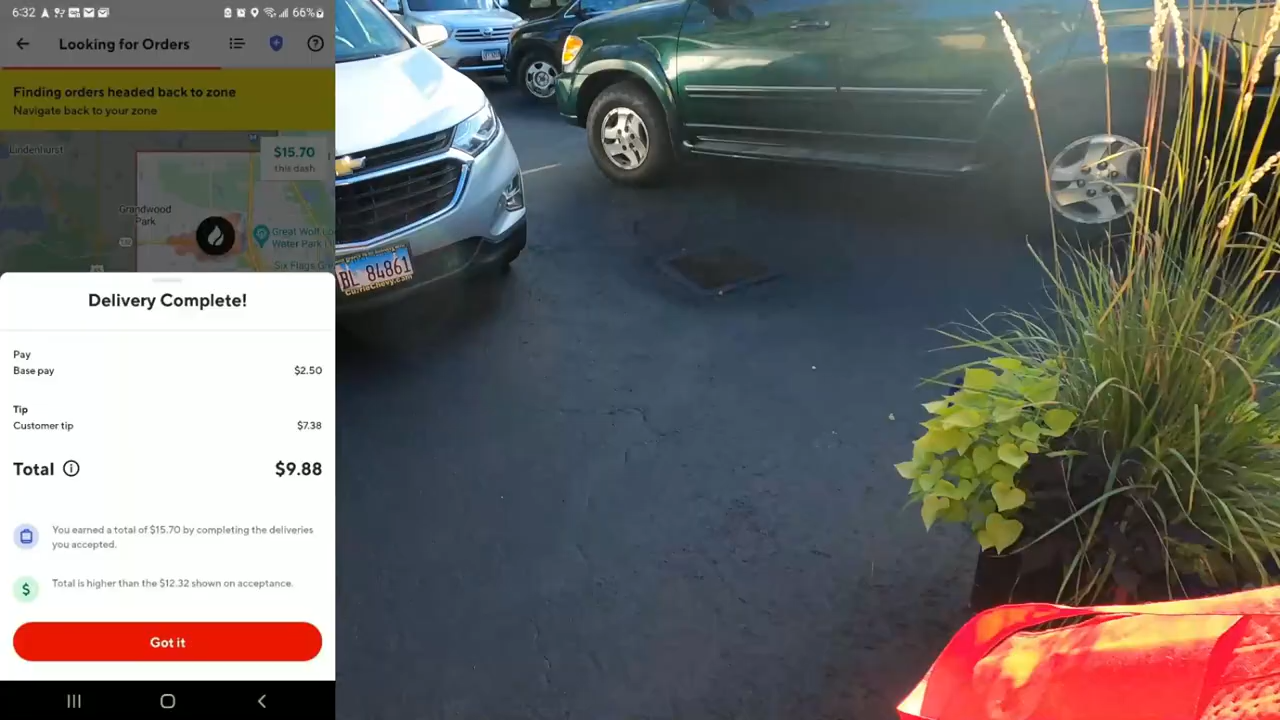 6:32
66%
Looking for Orders
Finding orders headed back to zone
Navigate back to your zone
Lindenhurst
$15.70
this dash
Grandwood
Park
Great Wolf Lo
Water Park |
Six Flags Gr
Delivery Complete!
Pay
Base pay $2.50
Tip
Customer tip $7.38
Total $9.88
You earned a total of $15.70 by completing the deliveries
you accepted.
Total is higher than the $12.32 shown on acceptance.
Got it
BL 84861